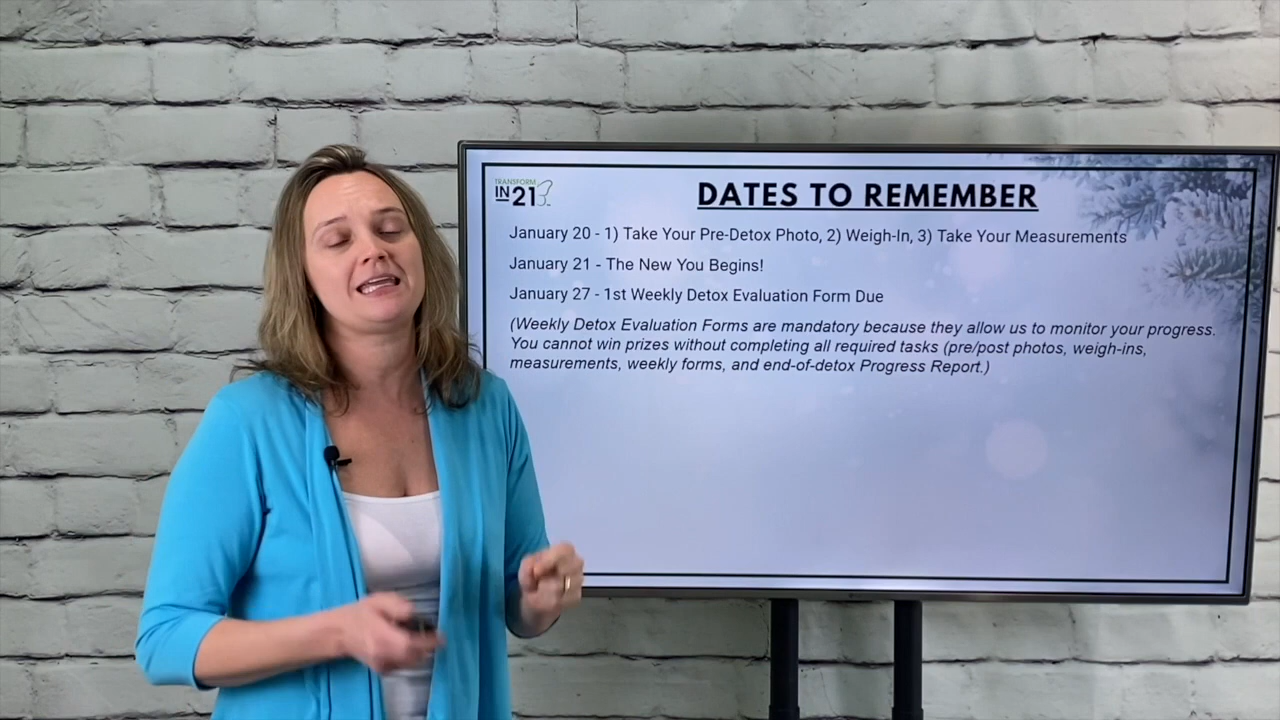 TRANSFORM
IN 21
DATES TO REMEMBER
January 20 - 1) Take Your Pre-Detox Photo, 2) Weigh-In, 3) Take Your Measurements
January 21 - The New You Begins!
January 27 - 1st Weekly Detox Evaluation Form Due
(Weekly Detox Evaluation Forms are mandatory because they allow us to monitor your progress.
You cannot win prizes without completing all required tasks (pre/post photos, weigh-ins,
measurements, weekly forms, and end-of-detox Progress Report.)